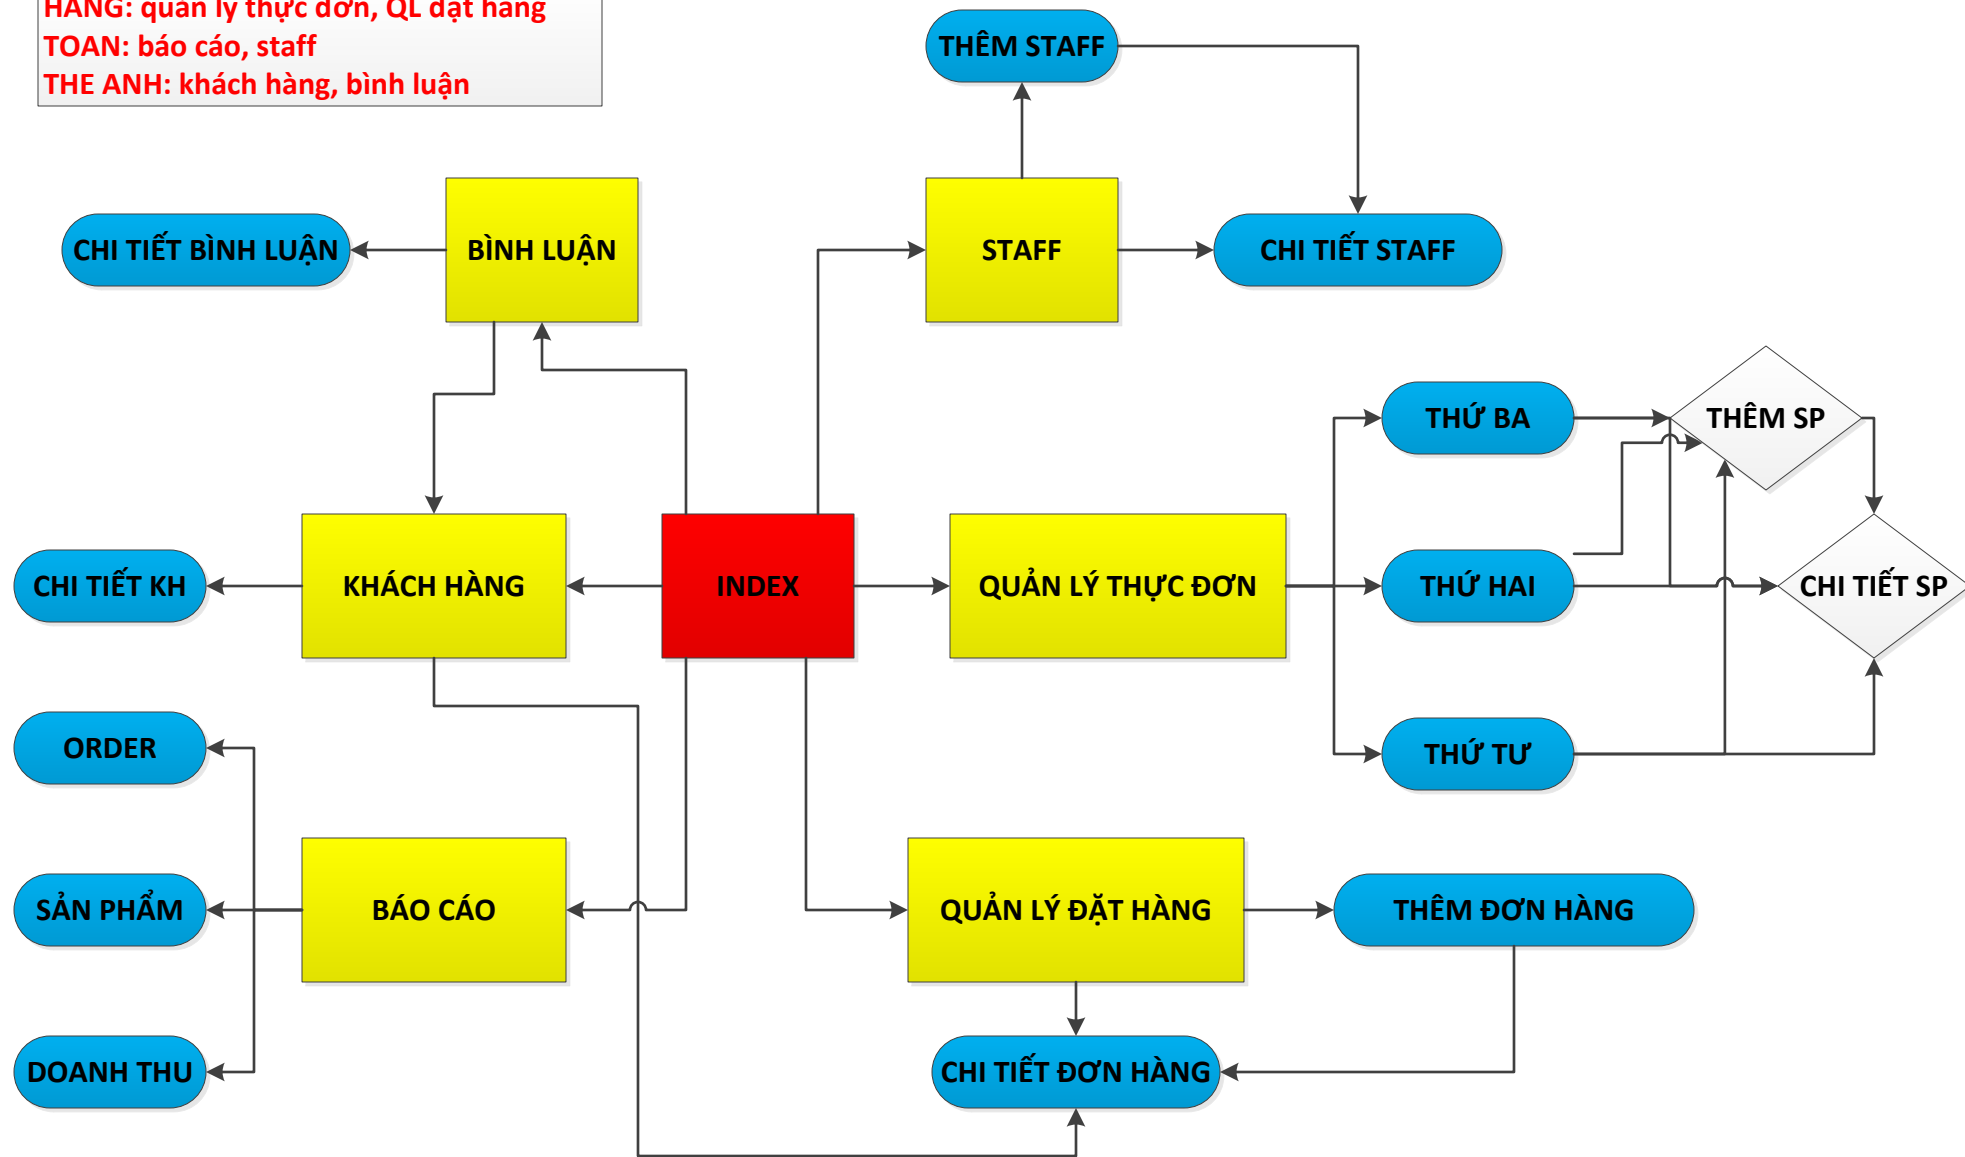 HANG: quản lý thực đơn, QL đặt hàng
TOAN: báo cáo, staff
THE ANH: khách hàng, bình luận
THÊM STAFF
CHI TIẾT BÌNH LUẬN
BÌNH LUẬN
STAFF
CHI TIẾT STAFF
THỨ BA
THÊM SP
CHI TIẾT KH
KHÁCH HÀNG
INDEX
QUẢN LÝ THỰC ĐƠN
THỨ HAI
CHI TIẾT SP
ORDER
THỨ TƯ
SẢN PHẨM
BÁO CÁO
QUẢN LÝ ĐẶT HÀNG
THÊM ĐƠN HÀNG
DOANH THU
CHI TIẾT ĐƠN HÀNG